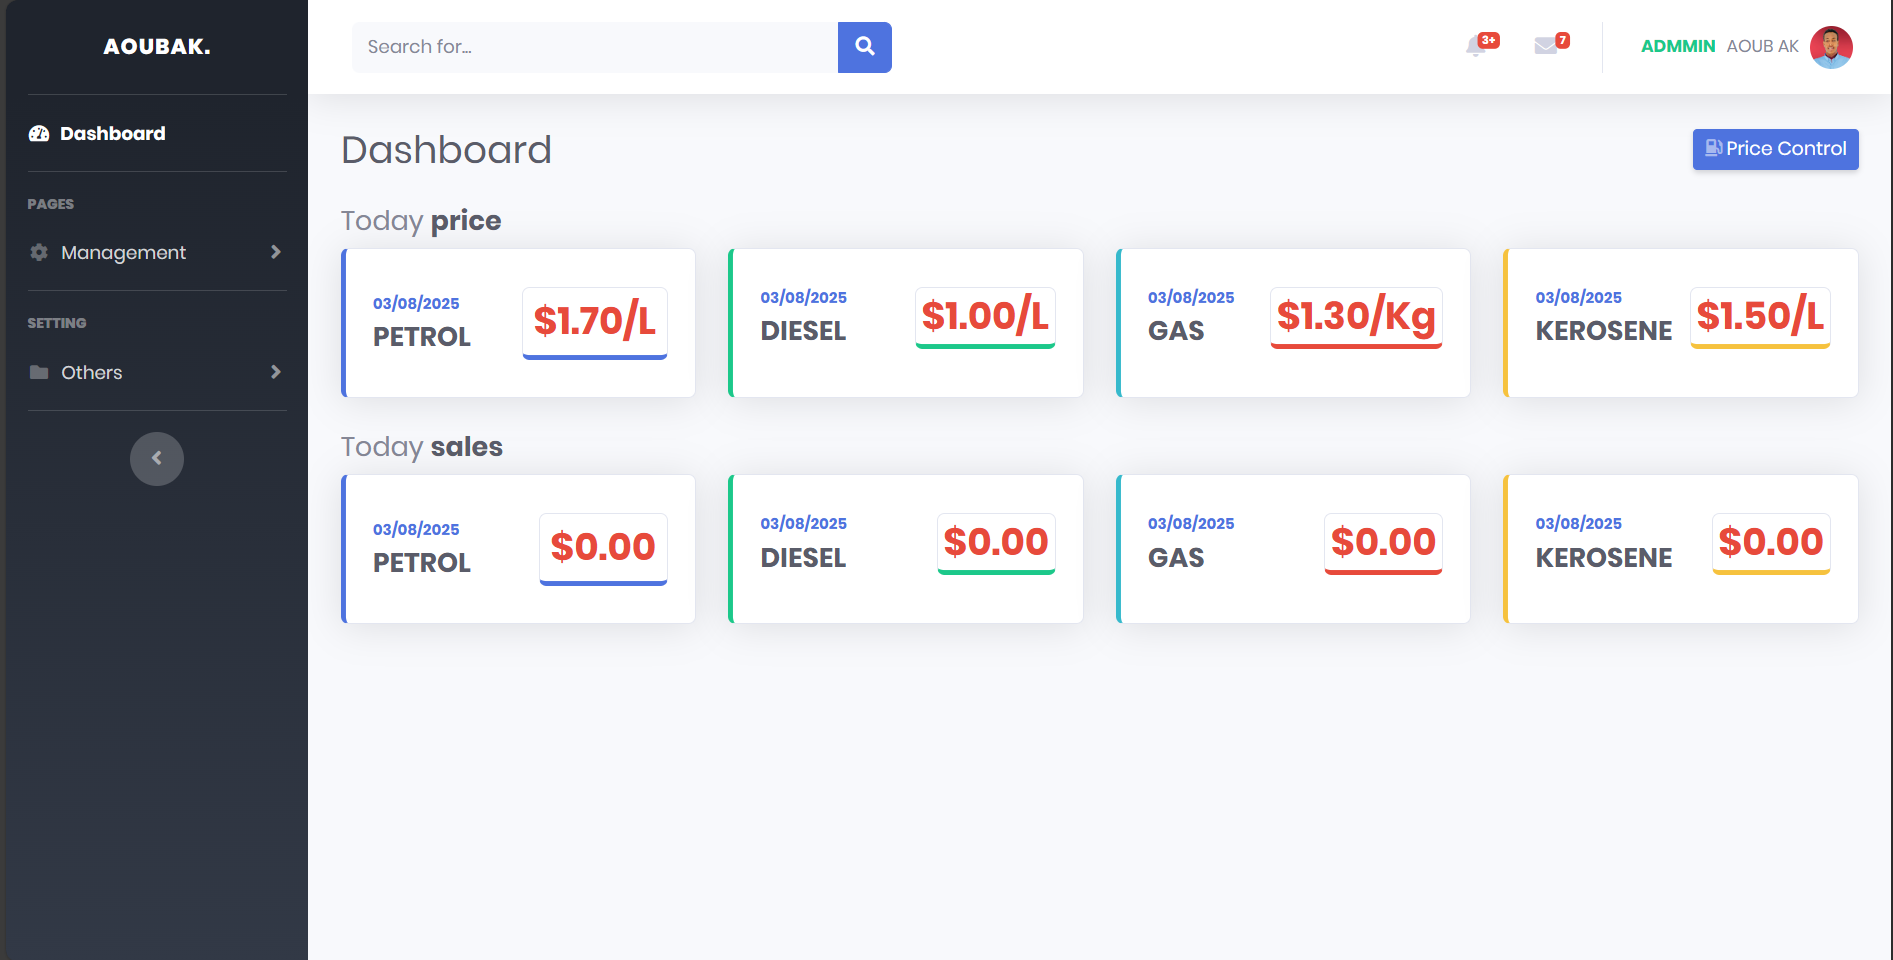 AOUBAK.
Search for...
3+
7
ADMMIN AOUB AK
Dashboard
PAGES
Management
SETTING
Others
Dashboard
Price Control
Today price
03/08/2025
PETROL
$1.70/L
03/08/2025
DIESEL
$1.00/L
03/08/2025
GAS
$1.30/Kg
03/08/2025
KEROSENE
$1.50/L
Today sales
03/08/2025
PETROL
$0.00
03/08/2025
DIESEL
$0.00
03/08/2025
GAS
$0.00
03/08/2025
KEROSENE
$0.00